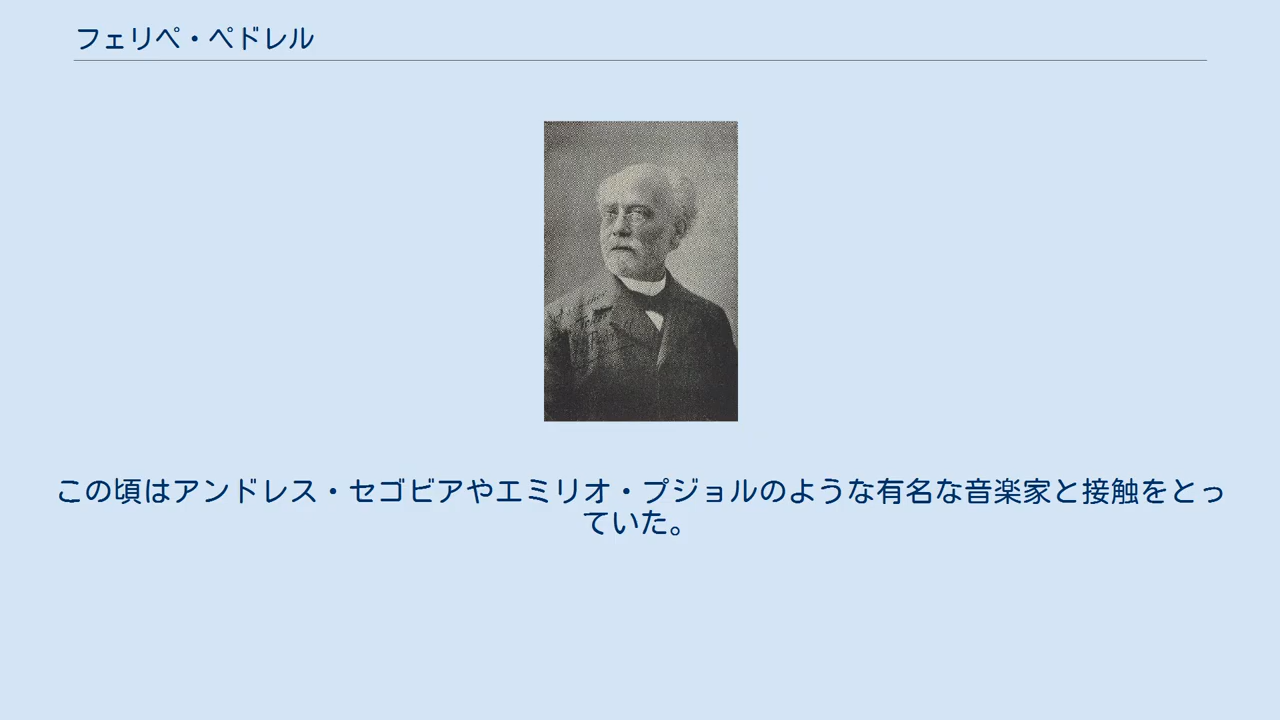 フェリペ・ペドレル
この頃はアンドレス・セゴビアやエミリオ・プジョルのような有名な音楽家と接触をとっ
ていた。